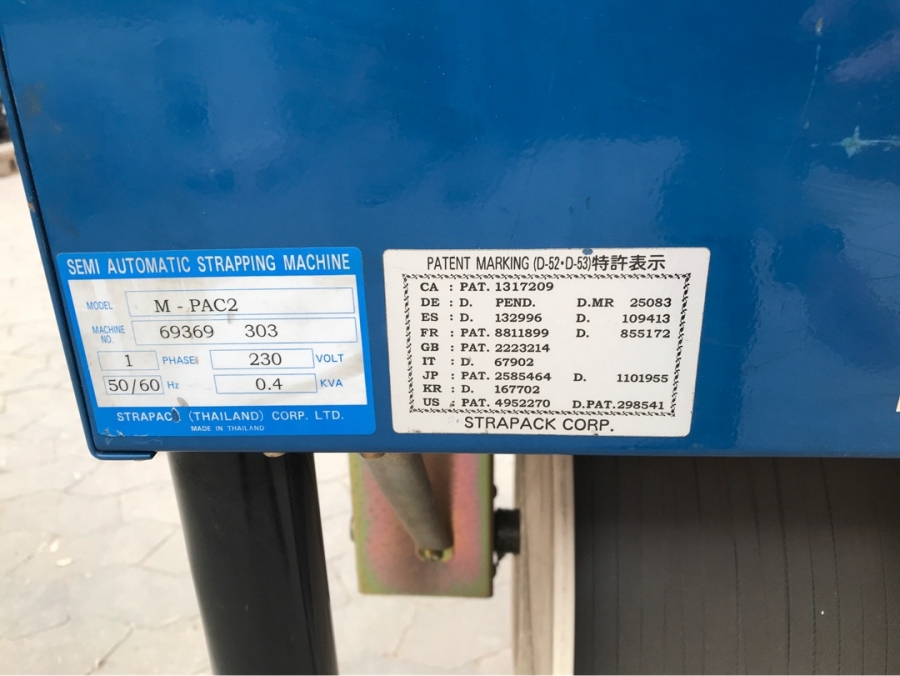 SEMI AUTOMATIC STRAPPING MACHINE
MODEL M - PAC2
MACHINE NO. 69369 303
1 PHASE 230 VOLT
50/60 Hz 0.4 KVA
STRAPACK (THAILAND) CORP. LTD.
MADE IN THAILAND
PATENT MARKING (D-52・D-53)特許表示
CA : PAT. 1317209
DE : D. PEND. D.MR 25083
ES : D. 132996 D. 109413
FR : PAT. 8811899 D. 855172
GB : PAT. 2223214
IT : D. 67902
JP : PAT. 2585464 D. 1101955
KR : D. 167702
US : PAT. 4952270 D.PAT.298541
STRAPACK CORP.